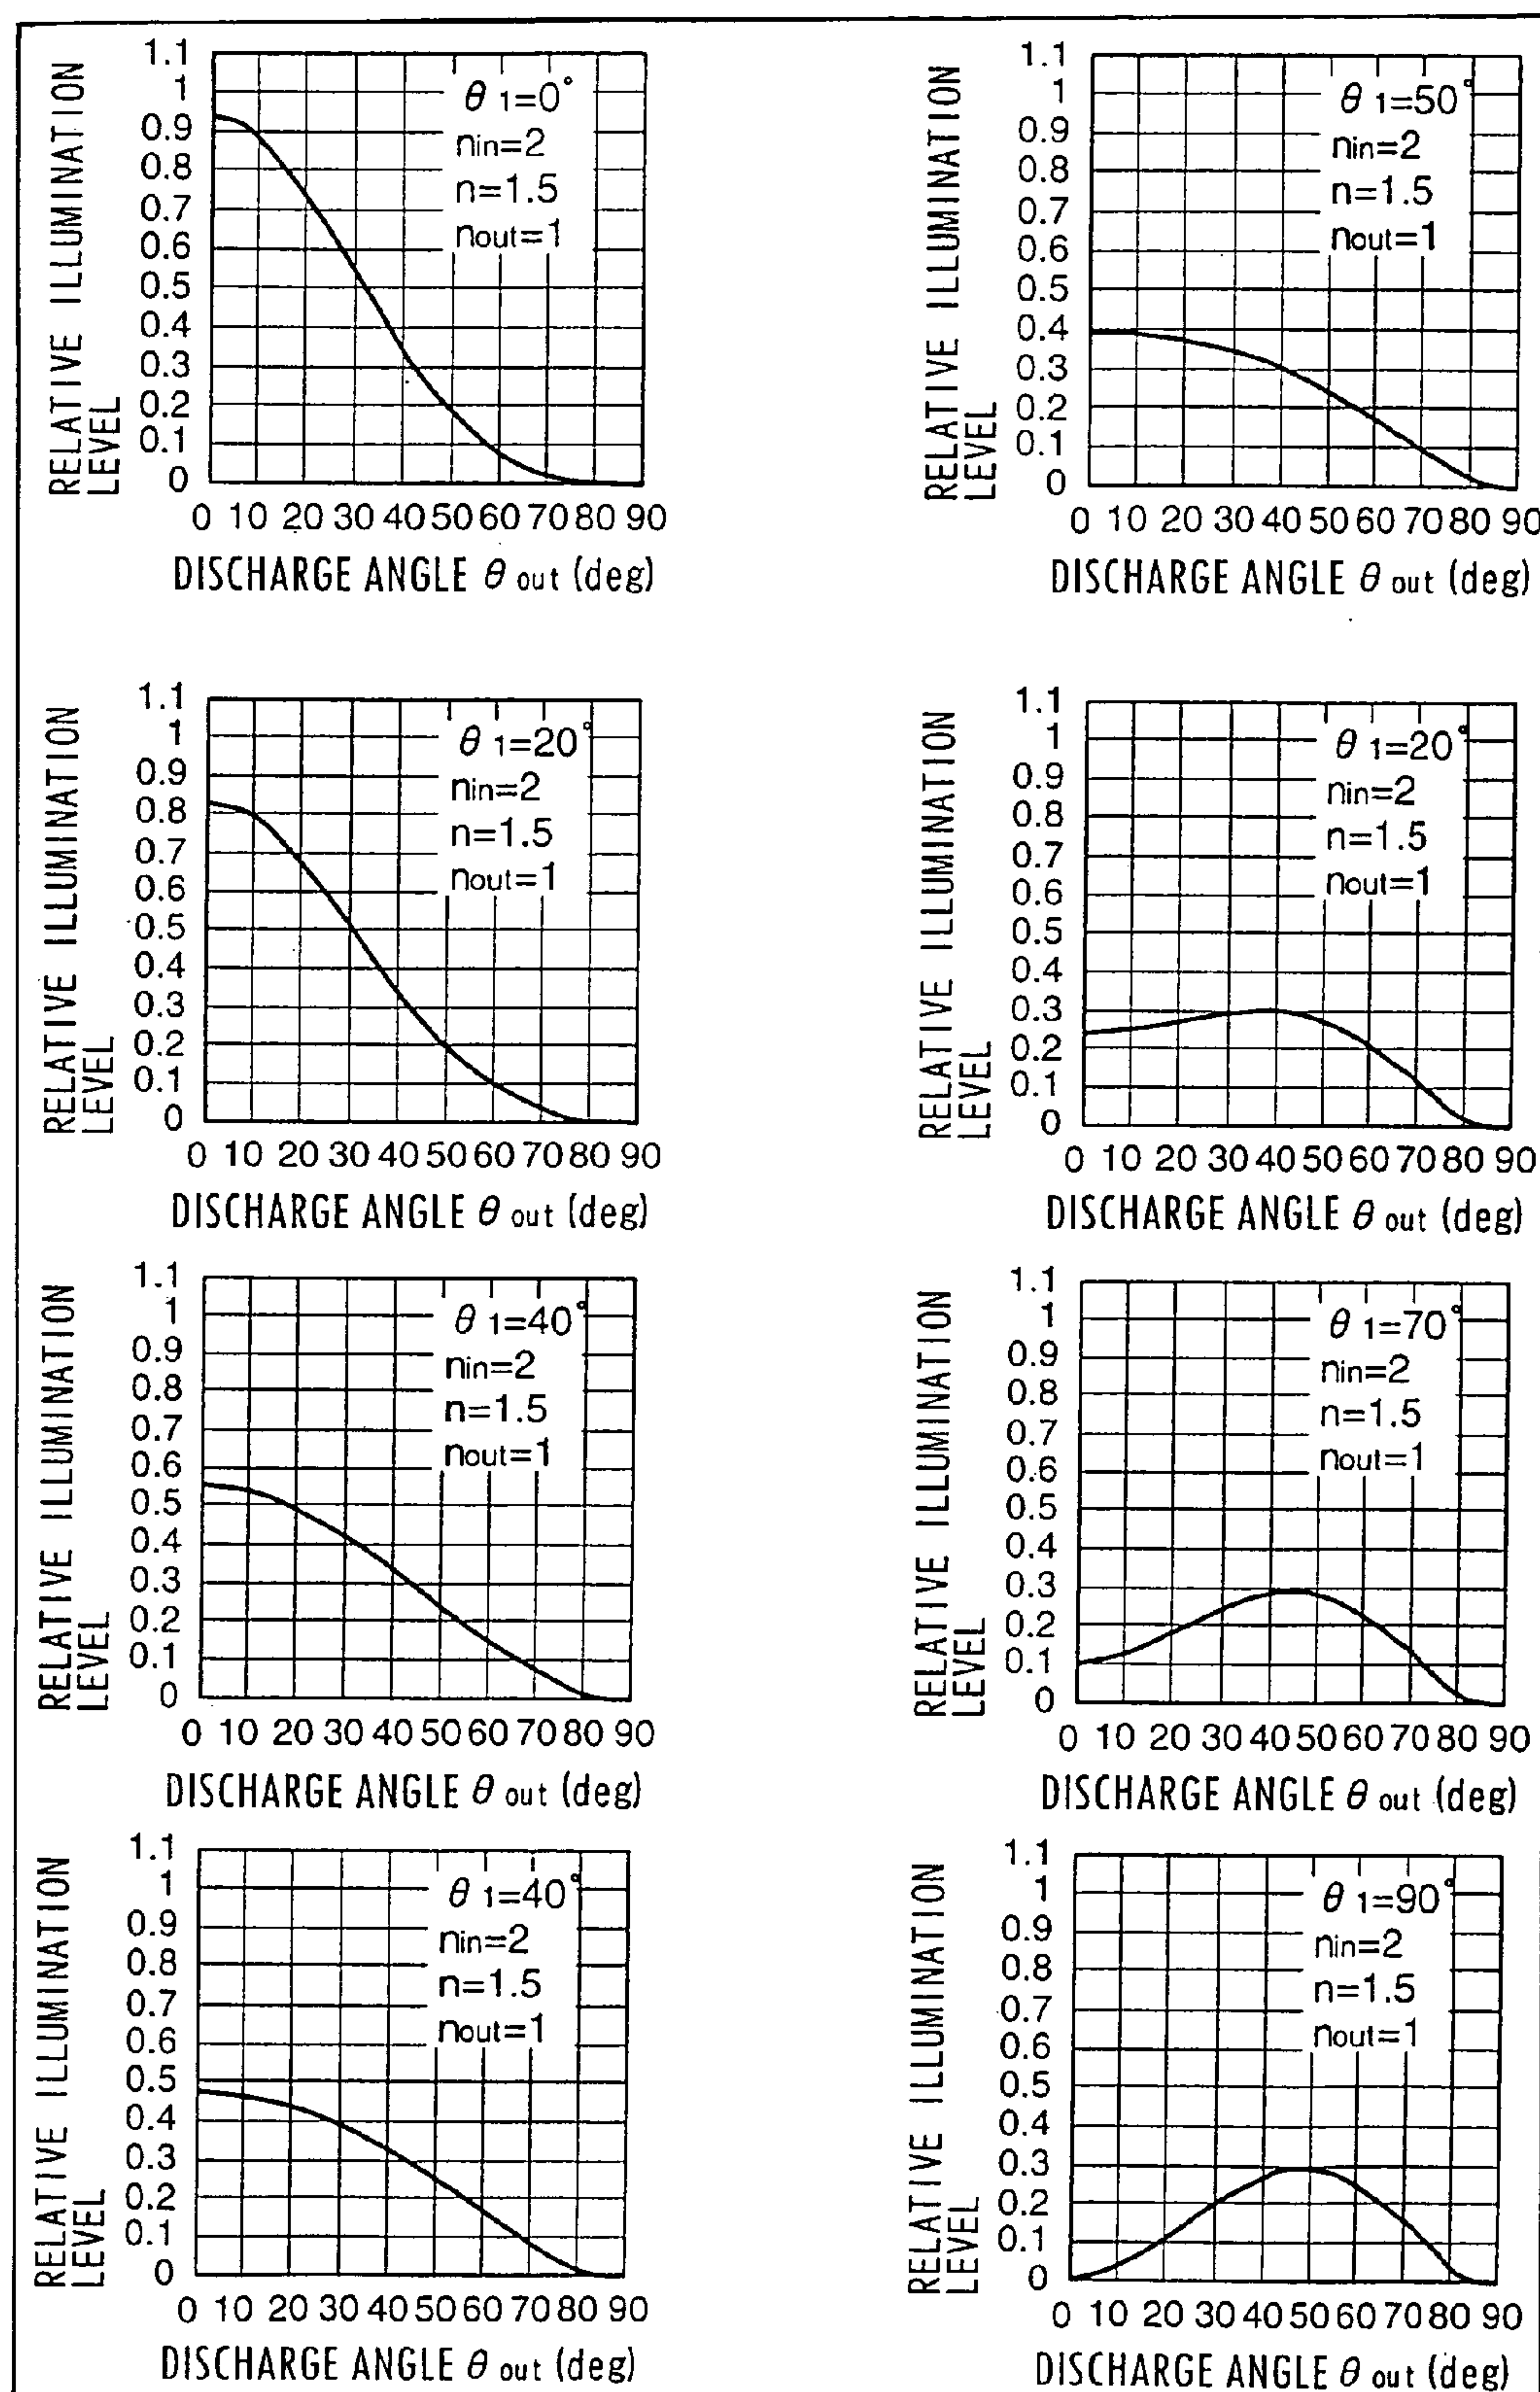 RELATIVE ILLUMINATION
LEVEL
1.1
1
0.9
0.8
0.7
0.6
0.5
0.4
0.3
0.2
0.1
0
θ 1=0°
nin=2
n=1.5
nout=1
0 10 20 30 40 50 60 70 80 90
DISCHARGE ANGLE θ out (deg)
RELATIVE ILLUMINATION
LEVEL
1.1
1
0.9
0.8
0.7
0.6
0.5
0.4
0.3
0.2
0.1
0
θ 1=50°
nin=2
n=1.5
nout=1
0 10 20 30 40 50 60 70 80 90
DISCHARGE ANGLE θ out (deg)
RELATIVE ILLUMINATION
LEVEL
1.1
1
0.9
0.8
0.7
0.6
0.5
0.4
0.3
0.2
0.1
0
θ 1=20°
nin=2
n=1.5
nout=1
0 10 20 30 40 50 60 70 80 90
DISCHARGE ANGLE θ out (deg)
RELATIVE ILLUMINATION
LEVEL
1.1
1
0.9
0.8
0.7
0.6
0.5
0.4
0.3
0.2
0.1
0
θ 1=20°
nin=2
n=1.5
nout=1
0 10 20 30 40 50 60 70 80 90
DISCHARGE ANGLE θ out (deg)
RELATIVE ILLUMINATION
LEVEL
1.1
1
0.9
0.8
0.7
0.6
0.5
0.4
0.3
0.2
0.1
0
θ 1=40°
nin=2
n=1.5
nout=1
0 10 20 30 40 50 60 70 80 90
DISCHARGE ANGLE θ out (deg)
RELATIVE ILLUMINATION
LEVEL
1.1
1
0.9
0.8
0.7
0.6
0.5
0.4
0.3
0.2
0.1
0
θ 1=70°
nin=2
n=1.5
nout=1
0 10 20 30 40 50 60 70 80 90
DISCHARGE ANGLE θ out (deg)
RELATIVE ILLUMINATION
LEVEL
1.1
1
0.9
0.8
0.7
0.6
0.5
0.4
0.3
0.2
0.1
0
θ 1=40°
nin=2
n=1.5
nout=1
0 10 20 30 40 50 60 70 80 90
DISCHARGE ANGLE θ out (deg)
RELATIVE ILLUMINATION
LEVEL
1.1
1
0.9
0.8
0.7
0.6
0.5
0.4
0.3
0.2
0.1
0
θ 1=90°
nin=2
n=1.5
nout=1
0 10 20 30 40 50 60 70 80 90
DISCHARGE ANGLE θ out (deg)